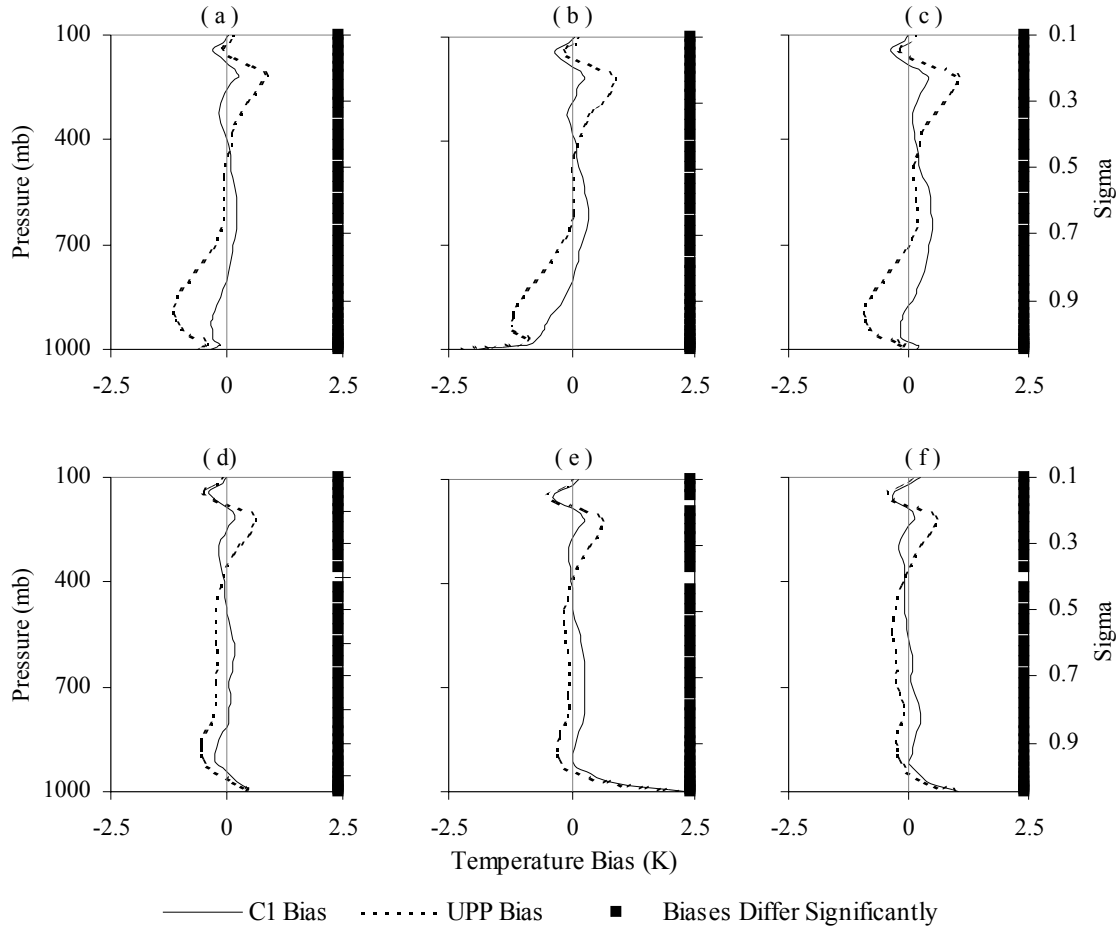 ( a )
( b )
( c )
100
400
700
1000
Pressure (mb)
0.1
0.3
0.5
0.7
0.9
Sigma
-2.5
0
2.5
-2.5
0
2.5
-2.5
0
2.5
( d)
( e )
( f )
100
400
700
1000
Pressure (mb)
0.1
0.3
0.5
0.7
0.9
Sigma
-2.5
0
2.5
-2.5
0
2.5
-2.5
0
2.5
Temperature Bias (K)
C1 Bias
UPP Bias
Biases Differ Significantly